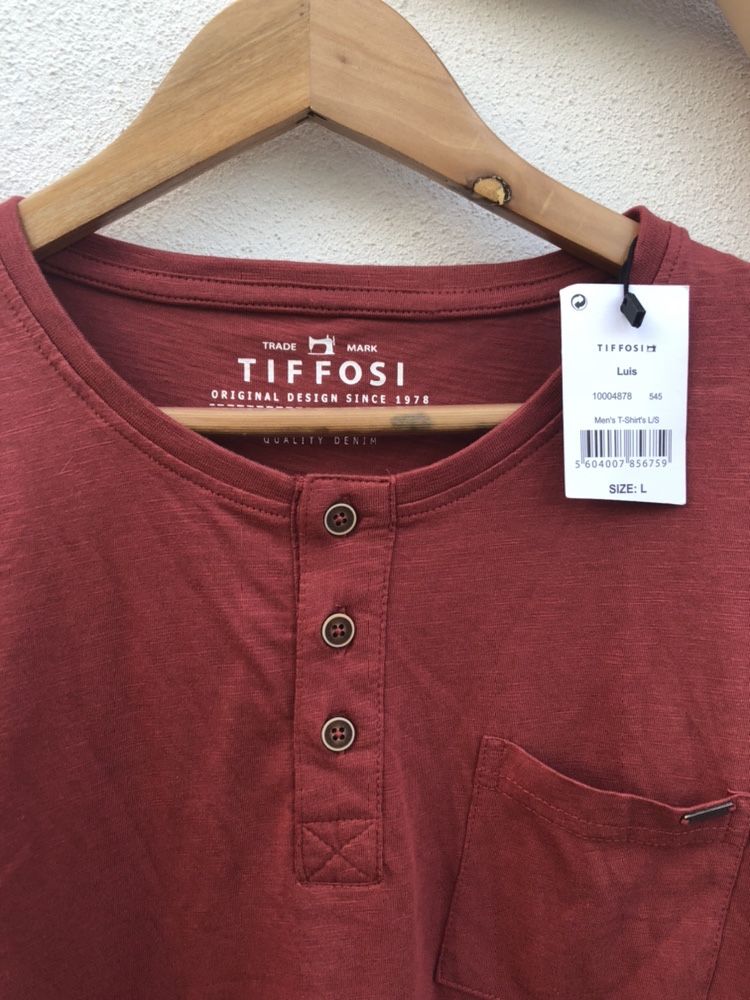 TRADE MARK
TIFFOSI
ORIGINAL DESIGN SINCE 1978
QUALITY DENIM
TIFFOSI
Luis
10004878 545
Men's T-Shirt's L/S
5 604007 856759
SIZE: L